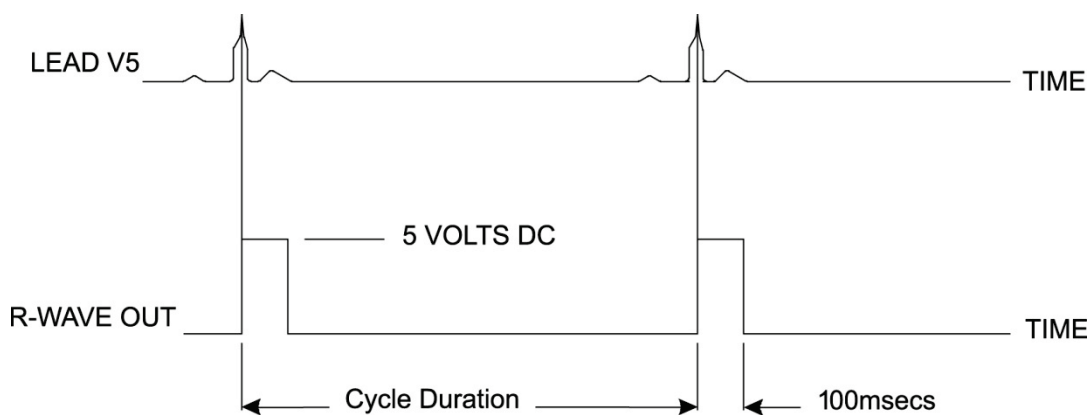 LEAD V5
TIME
5 VOLTS DC
R-WAVE OUT
TIME
Cycle Duration
100msecs